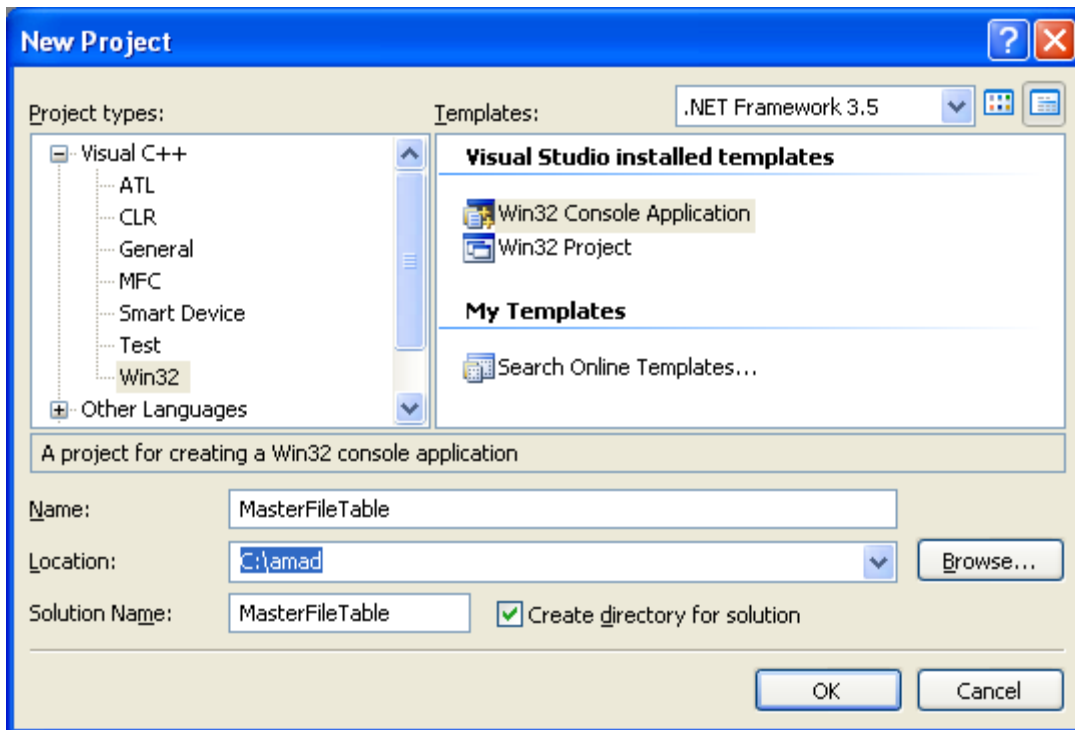 New Project
Project types:
Templates:
.NET Framework 3.5
Visual C++
ATL
CLR
General
MFC
Smart Device
Test
Win32
Other Languages
Visual Studio installed templates
Win32 Console Application
Win32 Project
My Templates
Search Online Templates...
A project for creating a Win32 console application
Name:
MasterFileTable
Location:
C:\amad
Browse...
Solution Name:
MasterFileTable
Create directory for solution
OK
Cancel